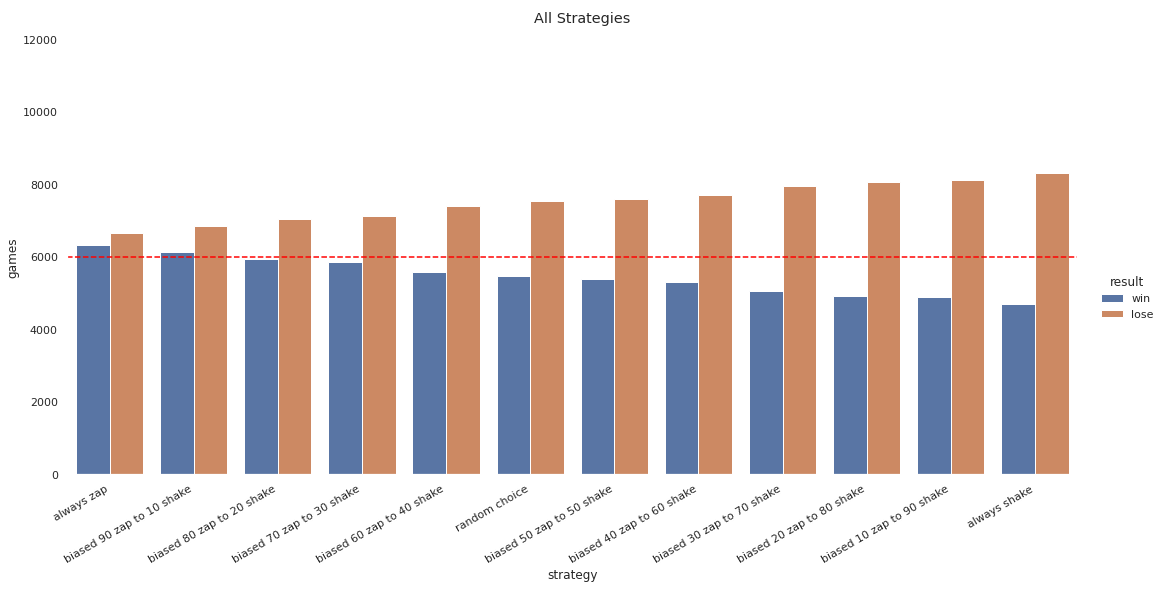 All Strategies
12000
10000
8000
6000
4000
2000
0
games
always zap
biased 90 zap to 10 shake
biased 80 zap to 20 shake
biased 70 zap to 30 shake
biased 60 zap to 40 shake
random choice
biased 50 zap to 50 shake
biased 40 zap to 60 shake
biased 30 zap to 70 shake
biased 20 zap to 80 shake
biased 10 zap to 90 shake
always shake
strategy
result
win
lose